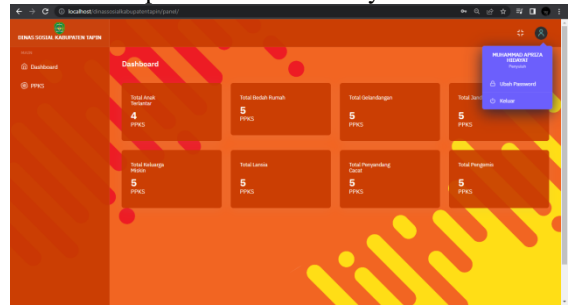 localhost/dinassosialkabupatentapin/panel/
DINAS SOSIAL KABUPATEN TAPIN
Dashboard
PPKS
Dashboard
MUHAMMAD APRIZA
HIDAYAT
Ubah Password
Keluar
Total Anak
Terlantar
4
PPKS
Total Bedah Rumah
5
PPKS
Total Gelandangan
5
PPKS
5
PPKS
Total Keluarga
Miskin
5
PPKS
Total Lansia
5
PPKS
Total Penyandang
Cacat
5
PPKS
Total Pengemis
5
PPKS